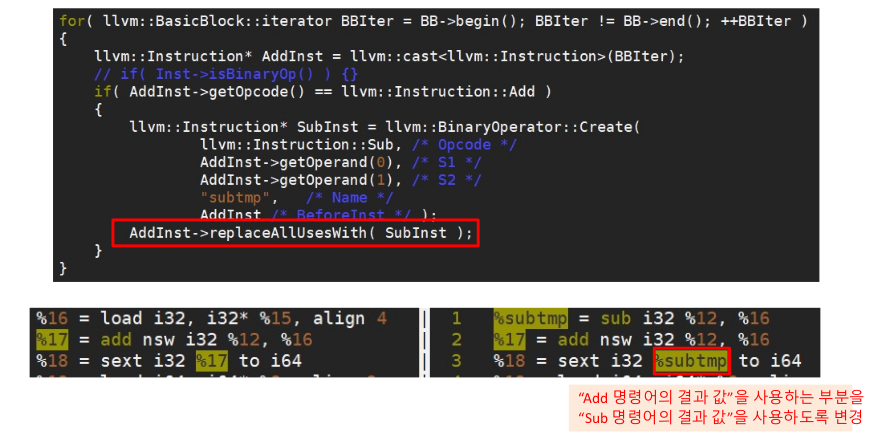 for( llvm::BasicBlock::iterator BBIter = BB->begin(); BBIter != BB->end(); ++BBIter )
{
    llvm::Instruction* AddInst = llvm::cast<llvm::Instruction>(BBIter);
    // if( Inst->isBinaryOp() ) {}
    if( AddInst->getOpcode() == llvm::Instruction::Add )
    {
        llvm::Instruction* SubInst = llvm::BinaryOperator::Create(
                llvm::Instruction::Sub, /* Opcode */
                AddInst->getOperand(0), /* S1 */
                AddInst->getOperand(1), /* S2 */
                "subtmp",   /* Name */
                AddInst /* BeforeInst */ );
        AddInst->replaceAllUsesWith( SubInst );
    }
}
%16 = load i32, i32* %15, align 4
%17 = add nsw i32 %12, %16
%18 = sext i32 %17 to i64
1 %subtmp = sub i32 %12, %16
2 %17 = add nsw i32 %12, %16
3 %18 = sext i32 %subtmp to i64
“Add 명령어의 결과 값”을 사용하는 부분을
“Sub 명령어의 결과 값”을 사용하도록 변경